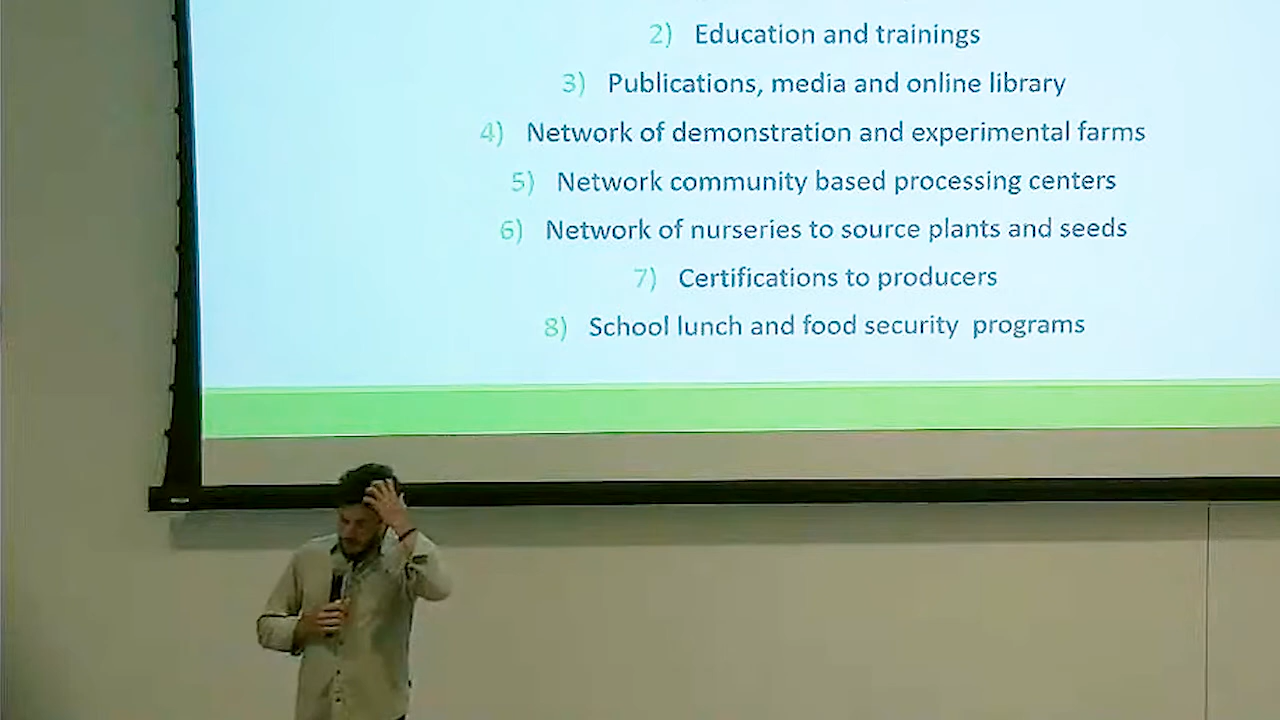 2) Education and trainings
3) Publications, media and online library
4) Network of demonstration and experimental farms
5) Network community based processing centers
6) Network of nurseries to source plants and seeds
7) Certifications to producers
8) School lunch and food security programs